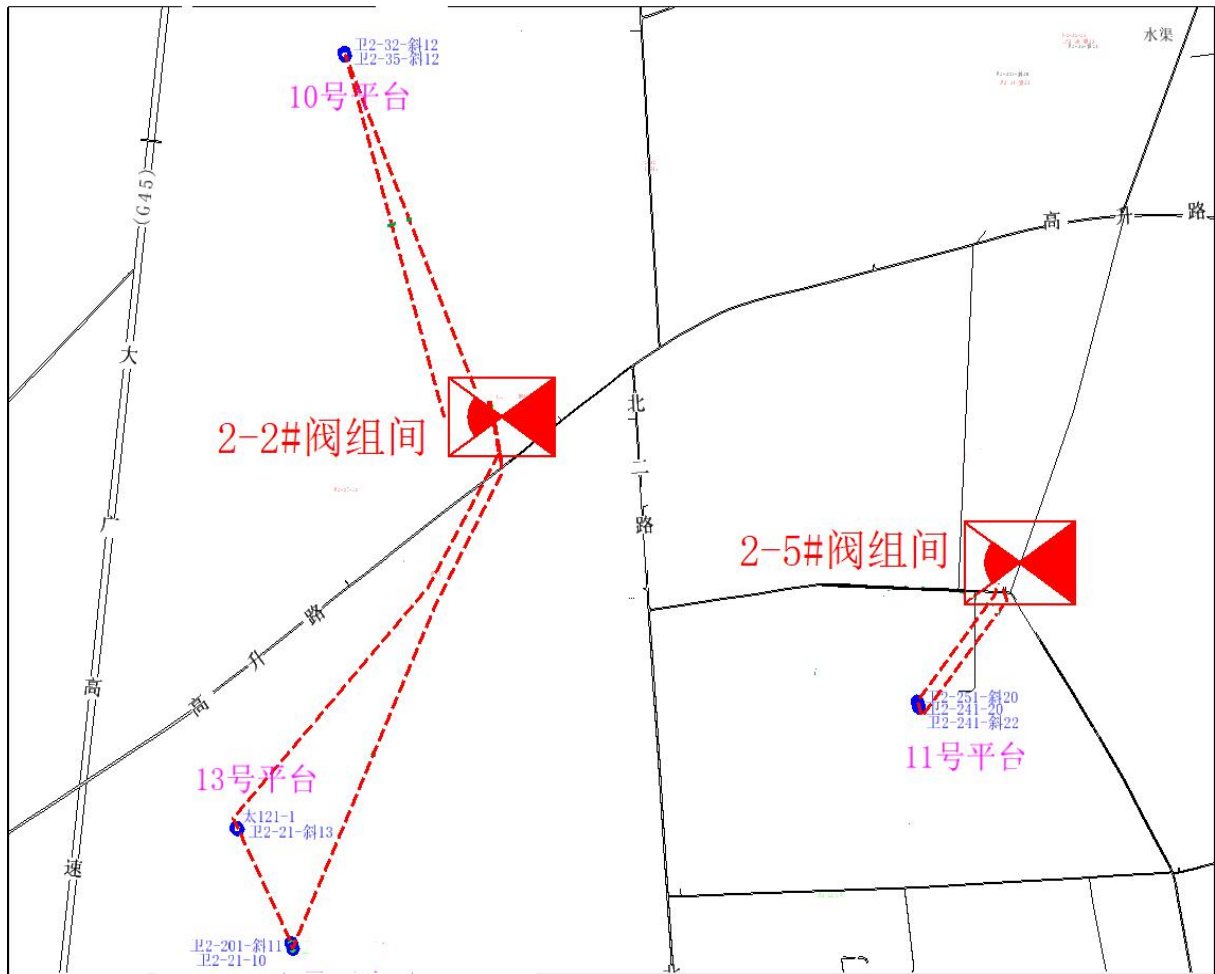 卫2-32-斜12
卫2-35-斜12
10号平台
水渠
(G45)
高升路
大广高速
2-2#阀组间
北二路
2-5#阀组间
高升路
卫2-251-斜20
卫2-241-20
卫2-241-斜22
11号平台
13号平台
太121-1
卫2-21-斜13
卫2-201-斜11
卫2-21-10